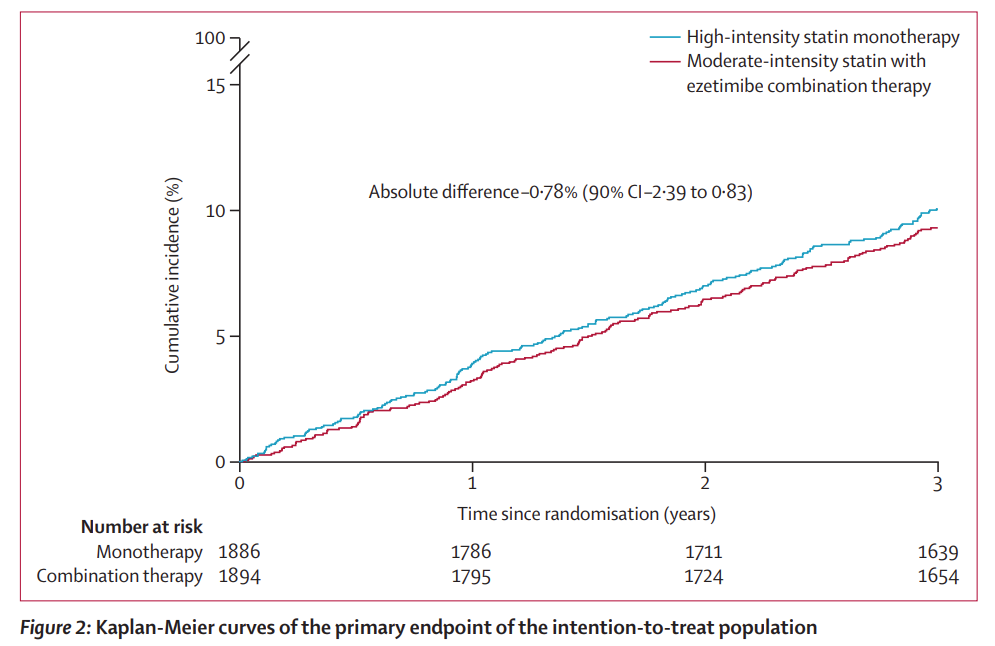 100
15
10
5
0
Cumulative incidence (%)
High-intensity statin monotherapy
Moderate-intensity statin with
ezetimibe combination therapy
Absolute difference–0·78% (90% CI–2·39 to 0·83)
0 1 2 3
Time since randomisation (years)
Number at risk
Monotherapy 1886 1786 1711 1639
Combination therapy 1894 1795 1724 1654
Figure 2: Kaplan-Meier curves of the primary endpoint of the intention-to-treat population